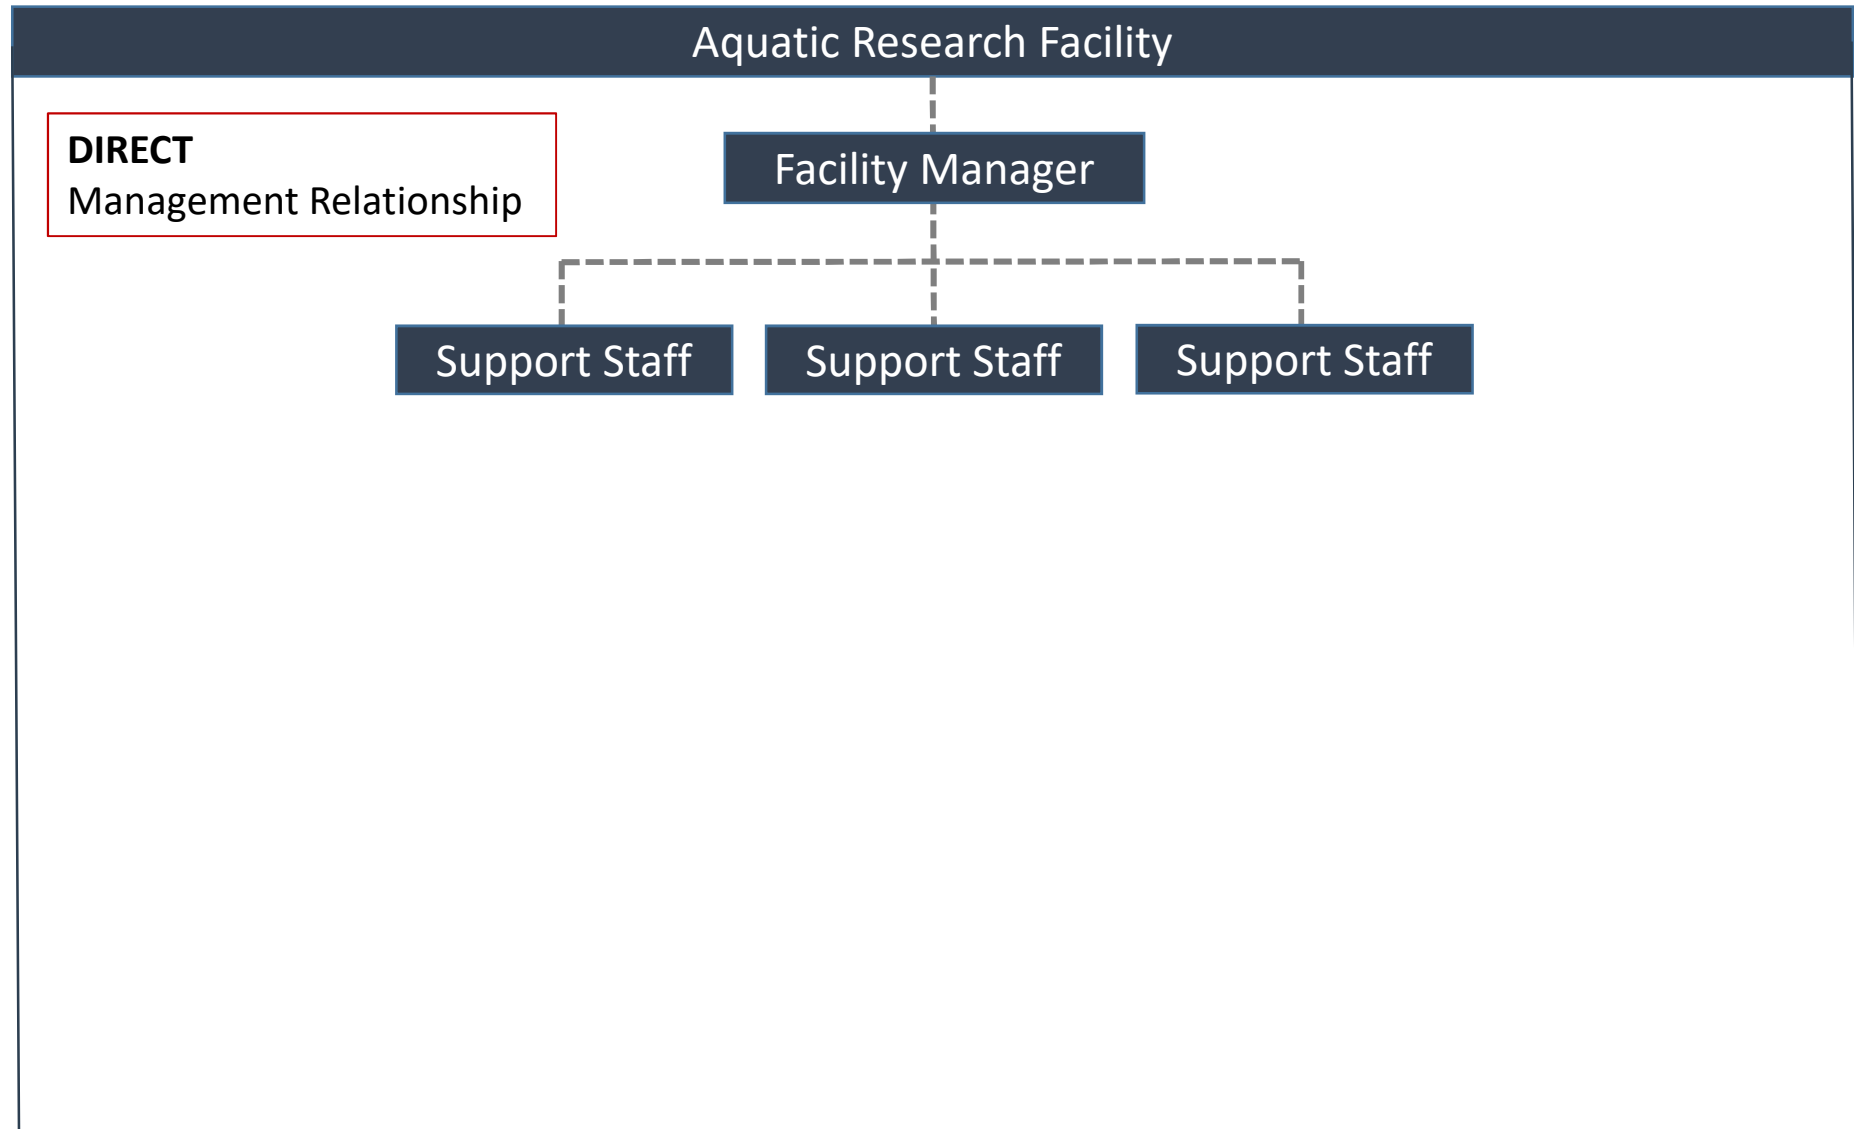 Aquatic Research Facility
DIRECT
Management Relationship
Facility Manager
Support Staff
Support Staff
Support Staff